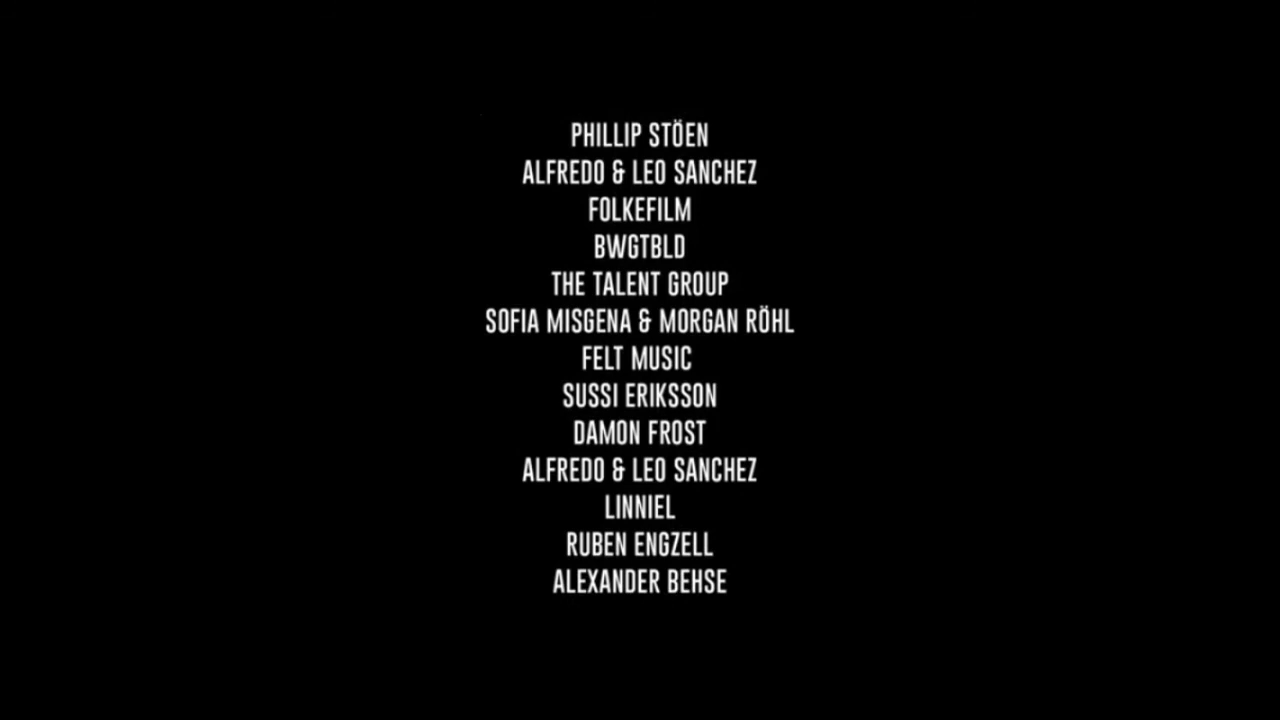 PHILLIP STÖEN
ALFREDO & LEO SANCHEZ
FOLKEFILM
BWGTBLD
THE TALENT GROUP
SOFIA MISGENA & MORGAN RÖHL
FELT MUSIC
SUSSI ERIKSSON
DAMON FROST
ALFREDO & LEO SANCHEZ
LINNIEL
RUBEN ENGZELL
ALEXANDER BEHSE